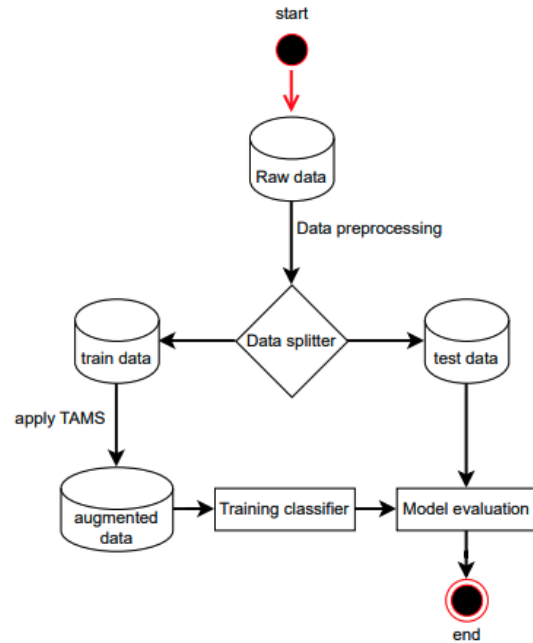 start
Raw data
Data preprocessing
Data splitter
train data
test data
apply TAMS
augmented
data
Training classifier
Model evaluation
end